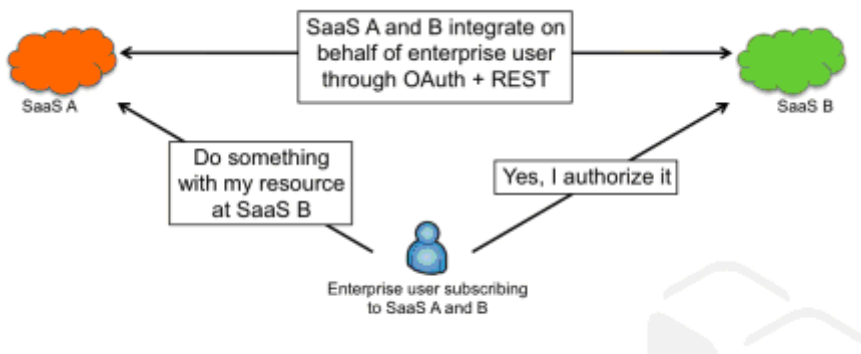 SaaS A and B integrate on
behalf of enterprise user
through OAuth + REST
SaaS A
SaaS B
Do something
with my resource
at SaaS B
Yes, I authorize it
Enterprise user subscribing
to SaaS A and B